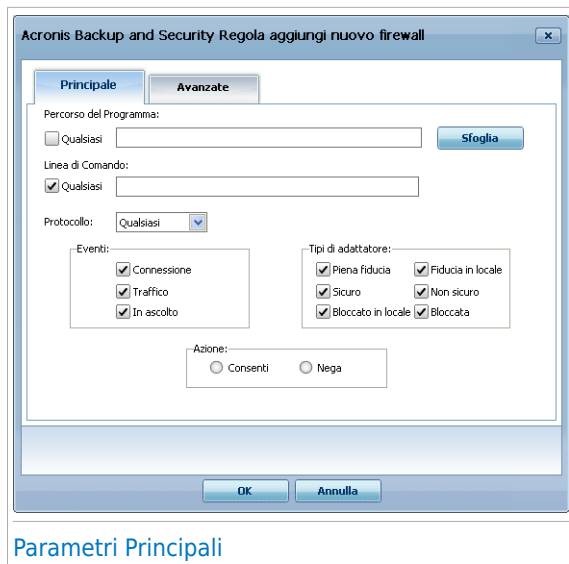 Acronis Backup and Security Regola aggiungi nuovo firewall
Principale Avanzate
Percorso del Programma:
Qualsiasi Sfoglia
Linea di Comando:
Qualsiasi
Protocollo: Qualsiasi
Eventi: Tipi di adattatore:
Connessione Piena fiducia Fiducia in locale
Traffico Sicuro Non sicuro
In ascolto Bloccato in locale Bloccata
Azione:
Consenti Nega
OK Annulla
Parametri Principali